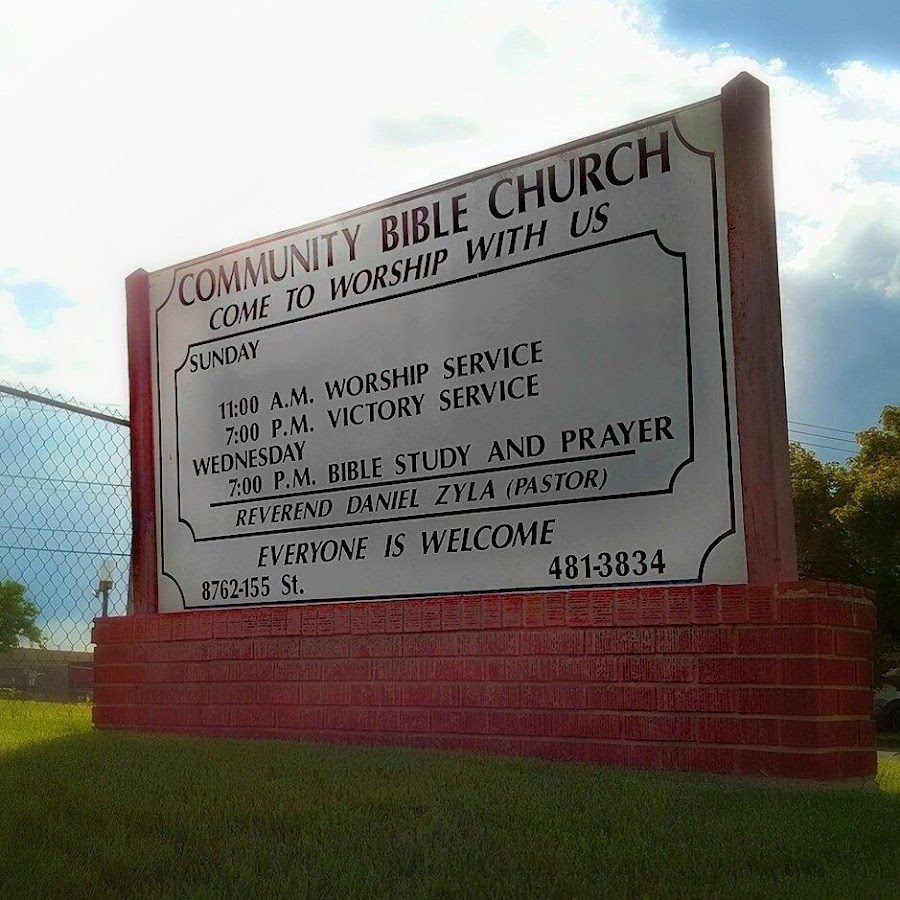 COMMUNITY BIBLE CHURCH
COME TO WORSHIP WITH US
SUNDAY
11:00 A.M. WORSHIP SERVICE
7:00 P.M. VICTORY SERVICE
WEDNESDAY
7:00 P.M. BIBLE STUDY AND PRAYER
REVEREND DANIEL ZYLA (PASTOR)
EVERYONE IS WELCOME
8762-155 St. 481-3834